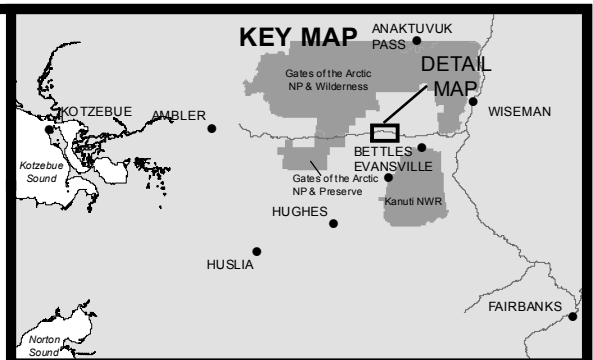 KEY MAP
ANAKTUVUK
PASS
DETAIL
MAP
Gates of the Arctic
NP & Wilderness
WISEMAN
KOTZEBUE
AMBLER
Kotzebue
Sound
BETTLES
EVANSVILLE
Gates of the Arctic
NP & Preserve
Kanuti NWR
HUGHES
HUSLIA
FAIRBANKS
Norton
Sound